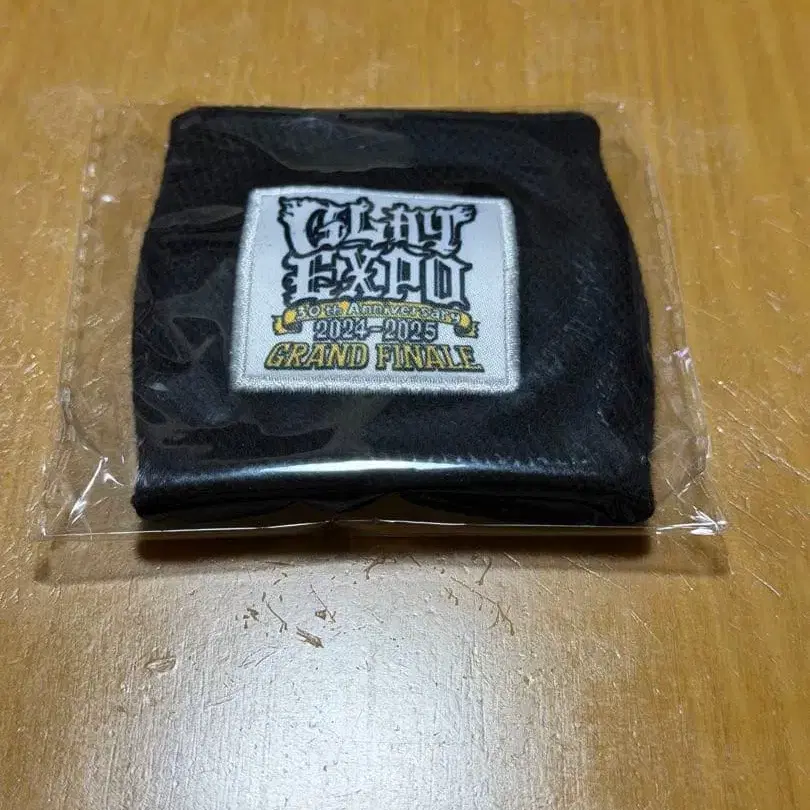 GLAY
EXPO
30th Anniversary
2024-2025
GRAND FINALE